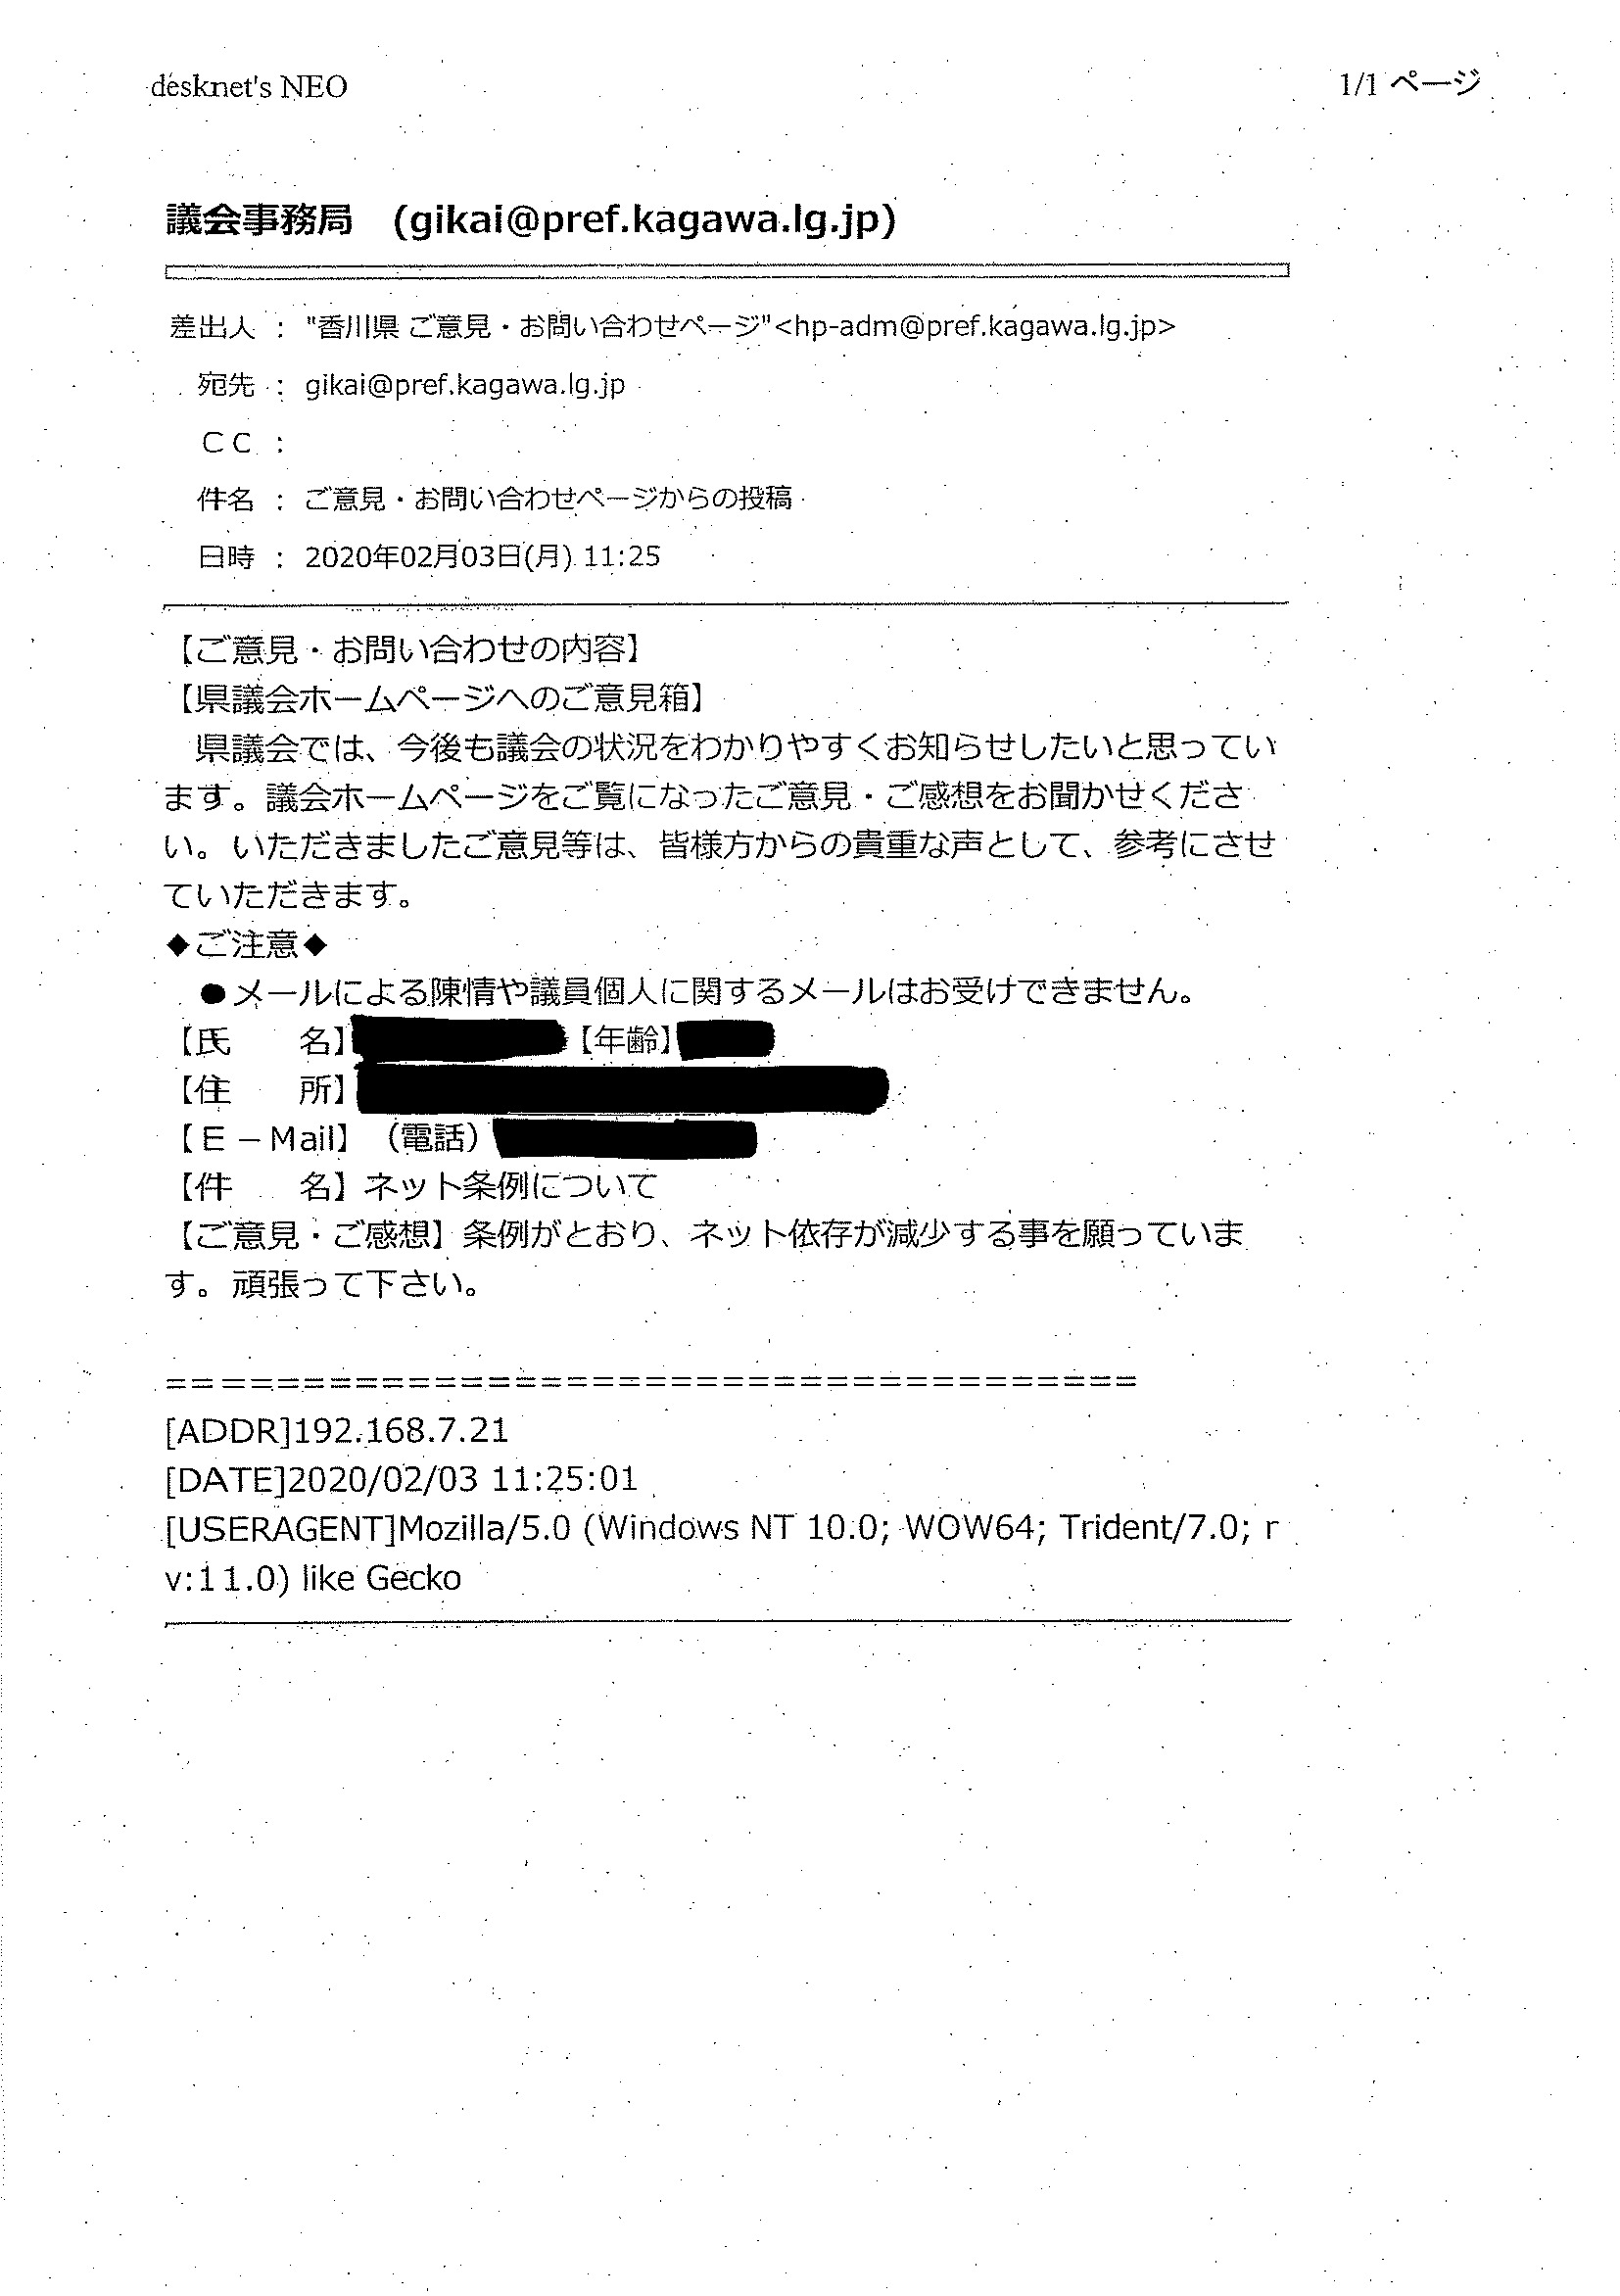 desknet's NEO
1/1 ページ
議会事務局 (gikai@pref.kagawa.lg.jp)
差出人 : "香川県 ご意見・お問い合わせページ"<hp-adm@pref.kagawa.lg.jp>
宛先 : gikai@pref.kagawa.lg.jp
CC :
件名 : ご意見・お問い合わせページからの投稿
日時 : 2020年02月03日(月) 11:25
【ご意見・お問い合わせの内容】
【県議会ホームページへのご意見箱】
　県議会では、今後も議会の状況をわかりやすくお知らせしたいと思ってい
ます。議会ホームページをご覧になったご意見・ご感想をお聞かせくださ
い。いただきましたご意見等は、皆様方からの貴重な声として、参考にさせ
ていただきます。
◆ご注意◆
　●メールによる陳情や議員個人に関するメールはお受けできません。
【氏　　名】【年齢】
【住　　所】
【E－Mail】（電話）
【件　　名】ネット条例について
【ご意見・ご感想】条例がとおり、ネット依存が減少する事を願っていま
す。頑張って下さい。
=====================================
[ADDR]192.168.7.21
[DATE]2020/02/03 11:25:01
[USERAGENT]Mozilla/5.0 (Windows NT 10.0; WOW64; Trident/7.0; r
v:11.0) like Gecko